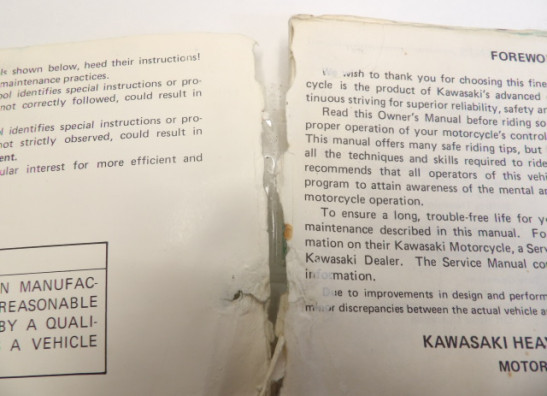 shown below, heed their instructions!
maintenance practices.
ol identifies special instructions or pro-
not correctly followed, could result in
l identifies special instructions or pro-
not strictly observed, could result in
ent.
ular interest for more efficient and
N MANUFAC-
REASONABLE
BY A QUALI-
A VEHICLE
FOREWO
We wish to thank you for choosing this fine
cycle is the product of Kawasaki's advanced
tinuous striving for superior reliability, safety an
Read this Owner's Manual before riding so
proper operation of your motorcycle's control
This manual offers many safe riding tips, but
all the techniques and skills required to ride
recommends that all operators of this vehi
program to attain awareness of the mental an
motorcycle operation.
To ensure a long, trouble-free life for yo
maintenance described in this manual. Fo
mation on their Kawasaki Motorcycle, a Serv
Kawasaki Dealer. The Service Manual co
information.
Due to improvements in design and perform
minor discrepancies between the actual vehicle a
KAWASAKI HEA
MOTOR